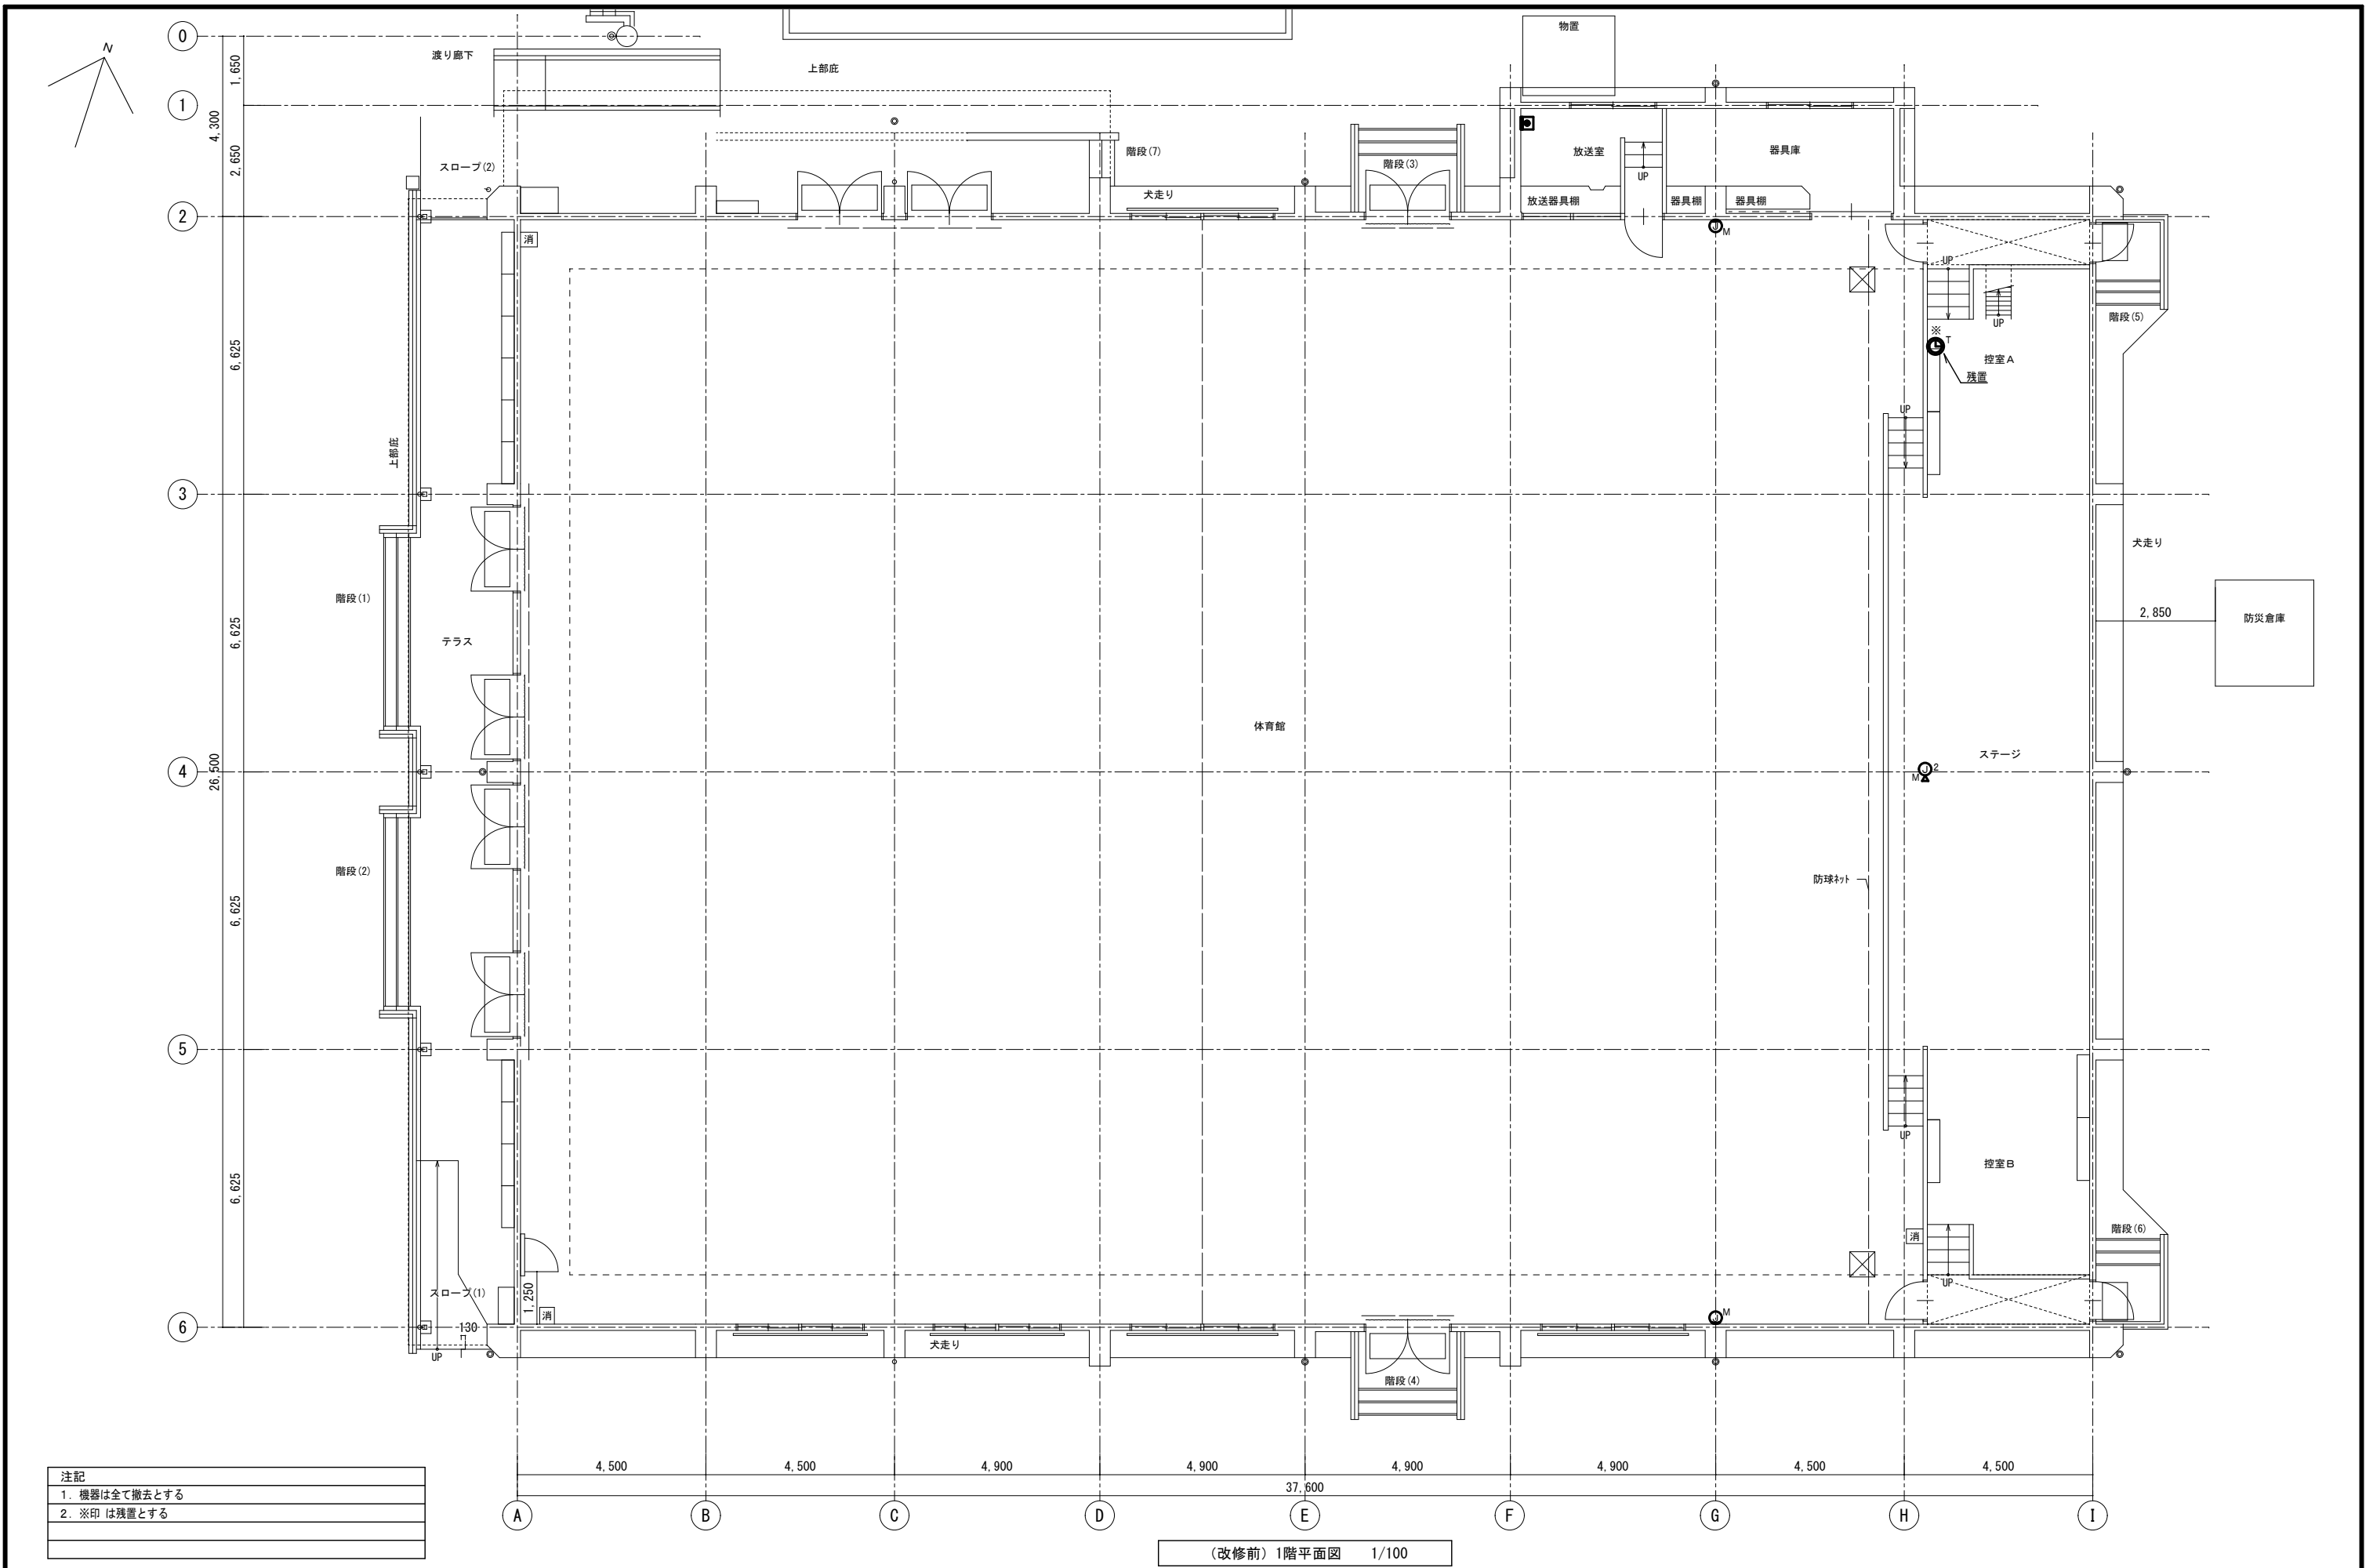 0
物置
N
渡り廊下
1,650
上部庇
1
4,300
放送室
器具庫
階段(7)
階段(3)
2,650
スロープ(2)
UP
犬走り
放送器具棚
器具棚
器具棚
2
M
消
UP
階段(5)
UP
※
T
6,625
控室A
残置
UP
上部庇
3
犬走り
階段(1)
2,850
防災倉庫
6,625
テラス
体育館
ステージ
4
26,500
J
2
M
階段(2)
防球ネット
6,625
5
UP
控室B
6,625
階段(6)
消
UP
スロープ(1)
1,250
消
M
J
6
130
UP
犬走り
階段(4)
4,500
4,500
4,900
4,900
4,900
4,900
4,500
4,500
37,600
A
B
C
D
E
F
G
H
I
注記
1. 機器は全て撤去とする
2. ※印 は残置とする
(改修前) 1階平面図 1/100